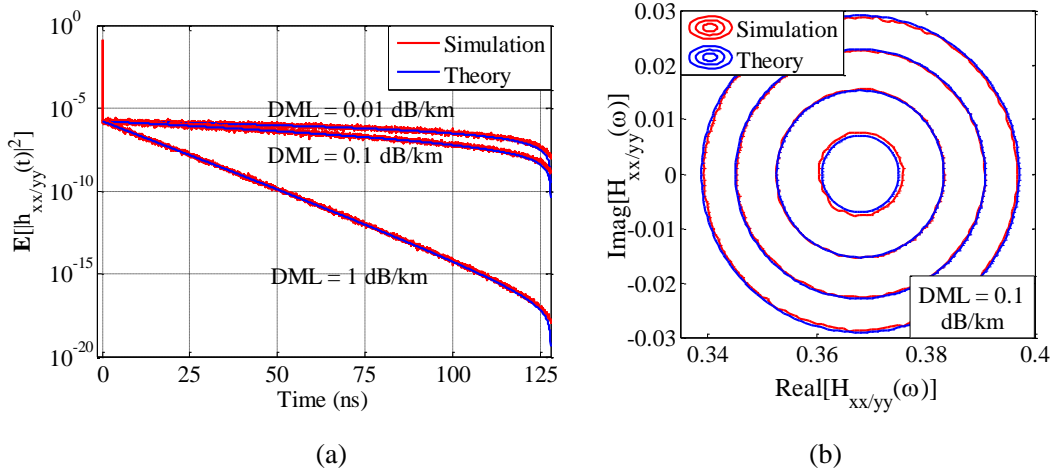 10^0
10^-5
10^-10
10^-15
10^-20
E[|h_xx/yy(t)|^2]
Simulation
Theory
DML = 0.01 dB/km
DML = 0.1 dB/km
DML = 1 dB/km
0
25
50
75
100
125
Time (ns)
(a)
0.03
0.02
0.01
0
-0.01
-0.02
-0.03
Imag[H_xx/yy(ω)]
Simulation
Theory
DML = 0.1
dB/km
0.34
0.36
0.38
0.4
Real[H_xx/yy(ω)]
(b)